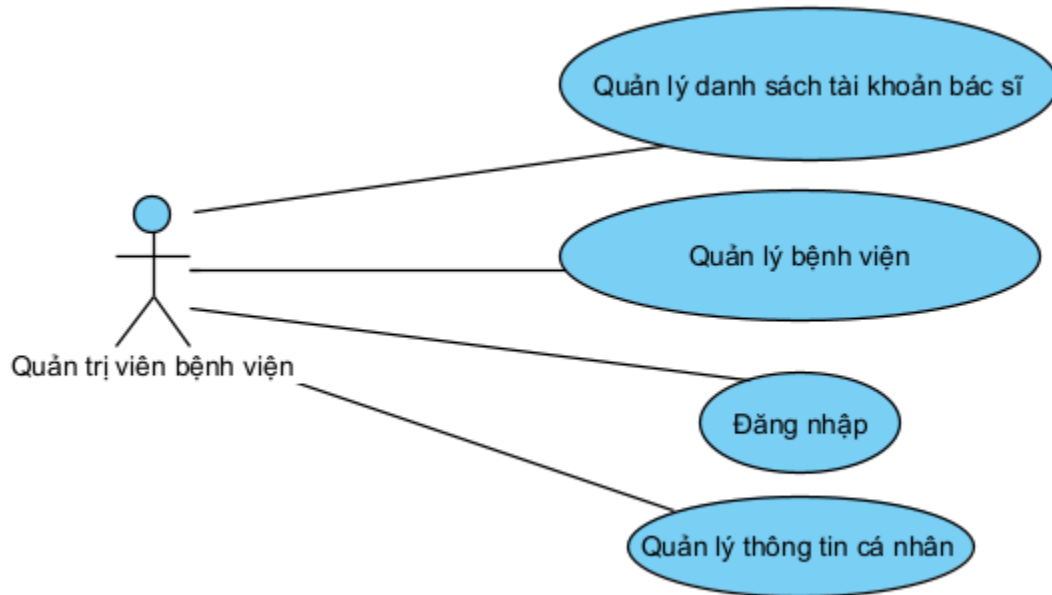 Quản lý danh sách tài khoản bác sĩ
Quản lý bệnh viện
Quản trị viên bệnh viện
Đăng nhập
Quản lý thông tin cá nhân